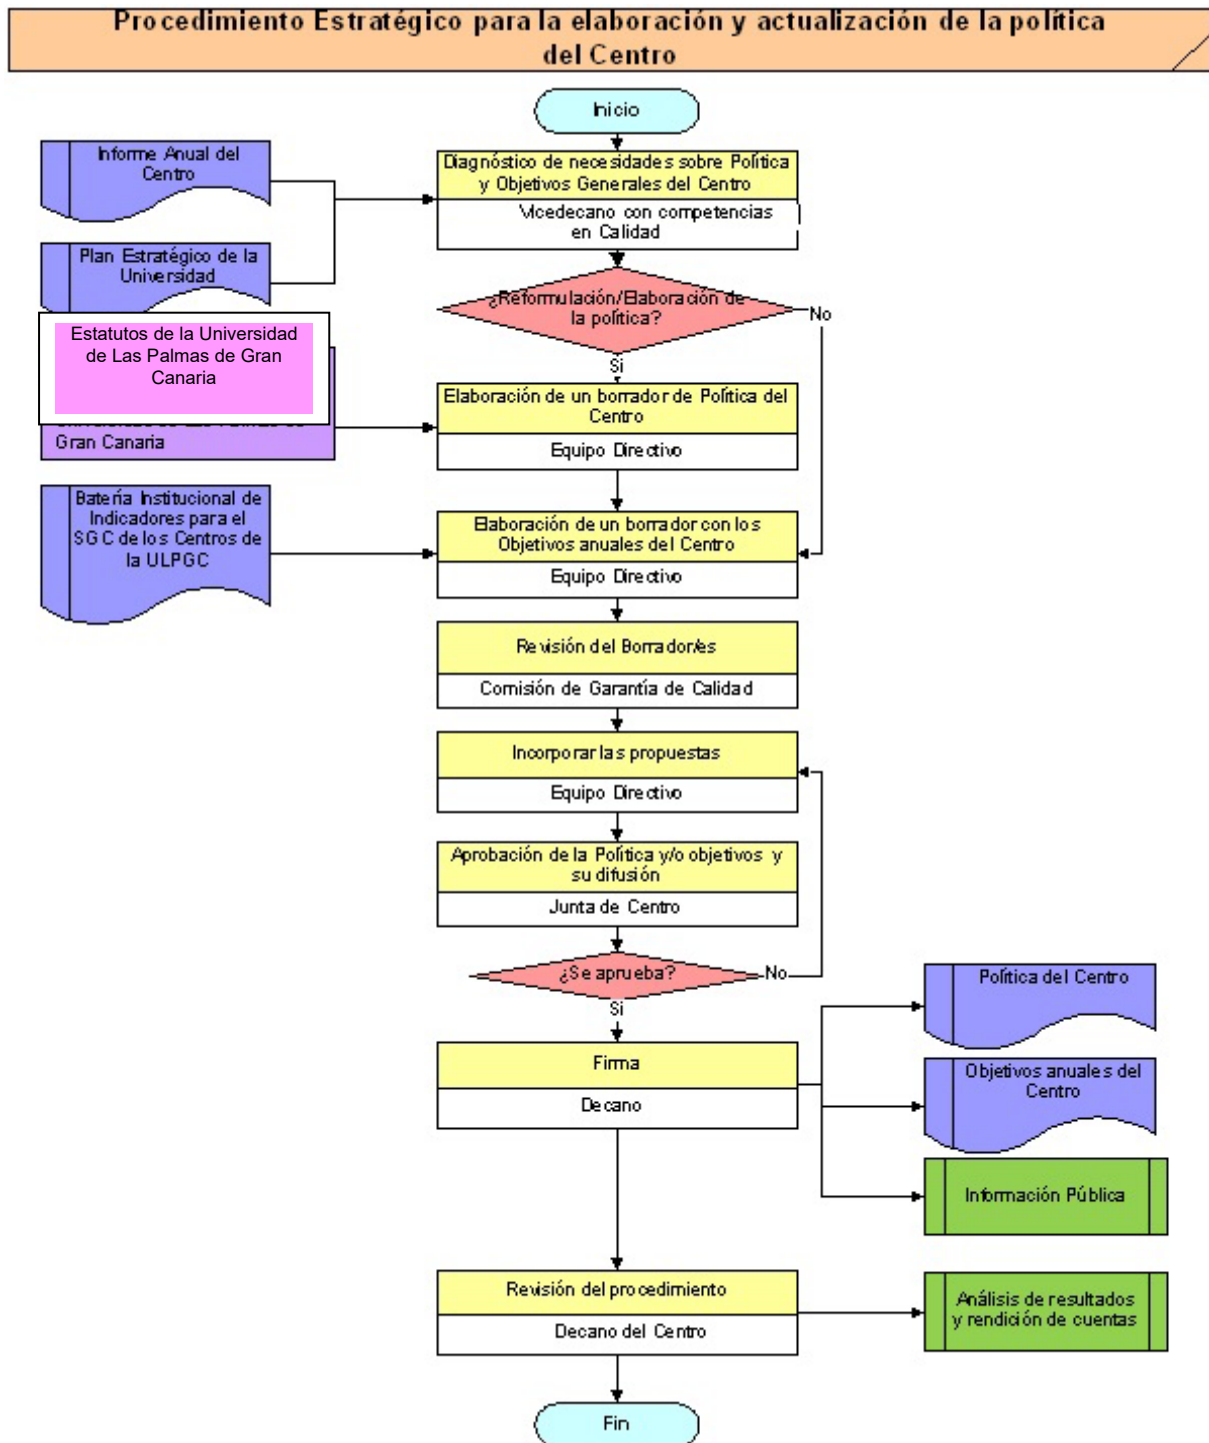 Procedimiento Estratégico para la elaboración y actualización de la política
del Centro
Inicio
Informe Anual del
Centro
Diagnóstico de necesidades sobre Política
y Objetivos Generales del Centro
Vicedecano con competencias
en Calidad
Plan Estratégico de la
Universidad
¿Reformulación/Elaboración de
la política?
No
Si
Estatutos de la Universidad
de Las Palmas de Gran
Canaria
Gran Canaria
Elaboración de un borrador de Política del
Centro
Equipo Directivo
Batería Institucional de
Indicadores para el
SGC de los Centros de
la ULPGC
Elaboración de un borrador con los
Objetivos anuales del Centro
Equipo Directivo
Revisión del Borrador/es
Comisión de Garantía de Calidad
Incorporar las propuestas
Equipo Directivo
Aprobación de la Política y/o objetivos y
su difusión
Junta de Centro
¿Se aprueba?
No
Si
Política del Centro
Firma
Decano
Objetivos anuales del
Centro
Información Pública
Revisión del procedimiento
Decano del Centro
Análisis de resultados
y rendición de cuentas
Fin